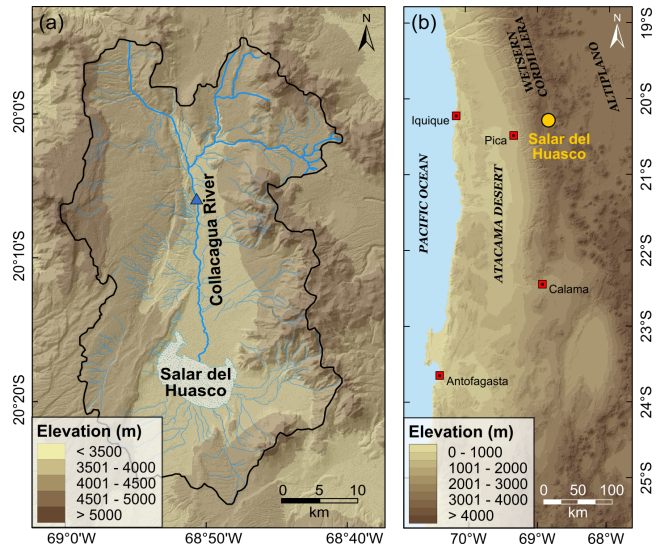 (a)
N
20°0'S
20°10'S
20°20'S
Collacagua River
Salar del
Huasco
Elevation (m)
< 3500
3501 - 4000
4001 - 4500
4501 - 5000
> 5000
0 5 10
km
69°0'W
68°50'W
68°40'W
(b)
N
WETSERN
CORDILLERA
ALTIPLANO
Iquique
Pica
Salar del
Huasco
PACIFIC OCEAN
ATACAMA DESERT
Calama
Antofagasta
19°S
20°S
21°S
22°S
23°S
24°S
25°S
Elevation (m)
0 - 1000
1001 - 2000
2001 - 3000
3001 - 4000
> 4000
0 50 100
km
70°W
69°W
68°W